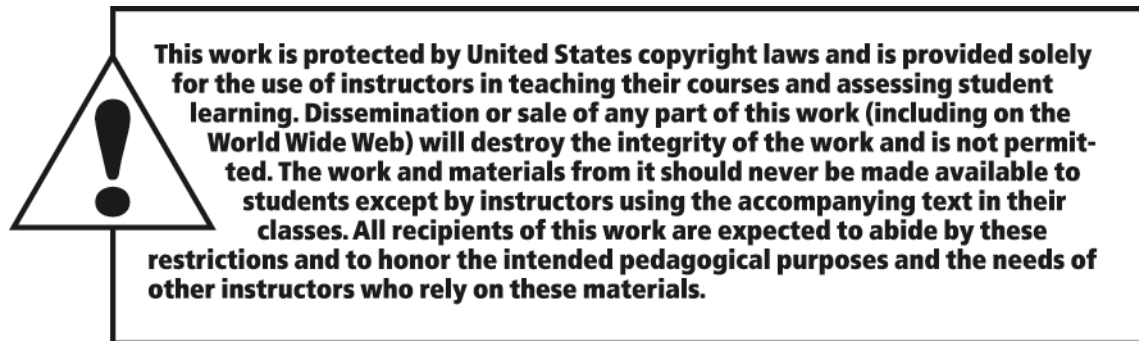 This work is protected by United States copyright laws and is provided solely
for the use of instructors in teaching their courses and assessing student
learning. Dissemination or sale of any part of this work (including on the
World Wide Web) will destroy the integrity of the work and is not permit-
ted. The work and materials from it should never be made available to
students except by instructors using the accompanying text in their
classes. All recipients of this work are expected to abide by these
restrictions and to honor the intended pedagogical purposes and the needs of
other instructors who rely on these materials.